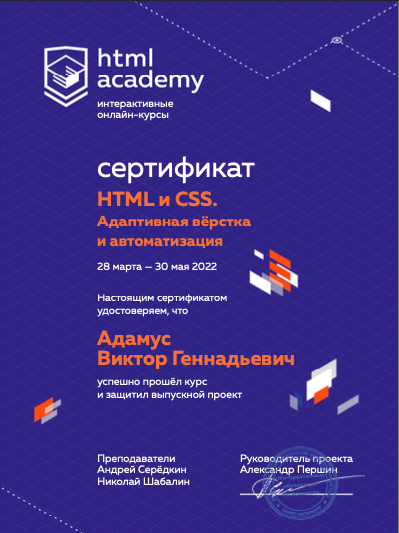 html
academy
интерактивные
онлайн-курсы
сертификат
HTML и CSS.
Адаптивная вёрстка
и автоматизация
28 марта — 30 мая 2022
Настоящим сертификатом
удостоверяем, что
Адамус
Виктор Геннадьевич
успешно прошёл курс
и защитил выпускной проект
Преподаватели
Андрей Серёдкин
Николай Шабалин
Руководитель проекта
Александр Першин